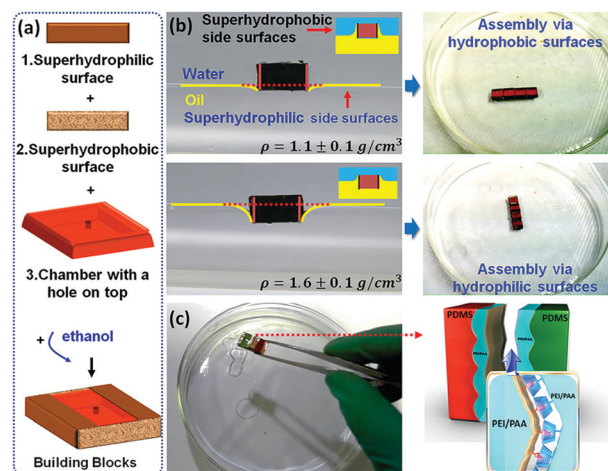 (a)
1.Superhydrophilic
surface
+
2.Superhydrophobic
surface
+
3.Chamber with a
hole on top
+ ethanol
Building Blocks
(b)
Superhydrophobic
side surfaces
Water
Oil
Superhydrophilic side surfaces
ρ = 1.1 ± 0.1 g/cm³
Assembly via
hydrophobic surfaces
ρ = 1.6 ± 0.1 g/cm³
Assembly via
hydrophilic surfaces
(c)
PDMS
PDMS
PEI/PAA
PEI/PAA
PEI/PAA
PEI/PAA